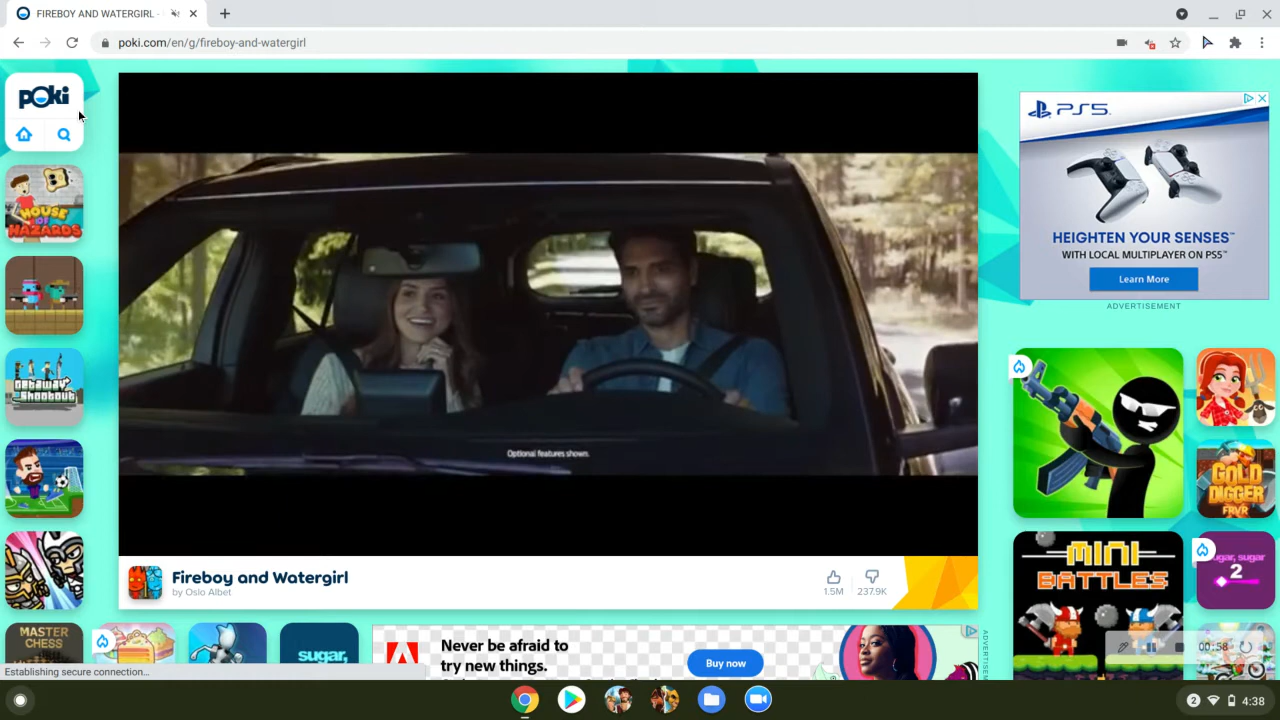 FIREBOY AND WATERGIRL -
poki.com/en/g/fireboy-and-watergirl
poki
HOUSE
OF
HAZARDS
GETAWAY
SHOOTOUT
MASTER
CHESS
Optional features shown.
Fireboy and Watergirl
by Oslo Albet
1.5M
237.9K
sugar,
Never be afraid to
try new things.
Buy now
PS5
HEIGHTEN YOUR SENSES™
WITH LOCAL MULTIPLAYER ON PS5™
Learn More
ADVERTISEMENT
GOLD
DIGGER
FRVR
MINI
BATTLES
sugar, sugar
2
00:58
Establishing secure connection...
2
4:38